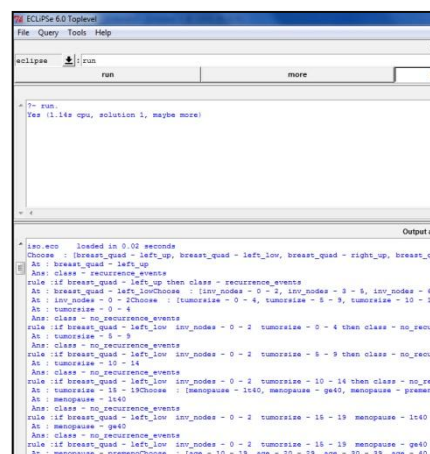 ECLiPSe 6.0 Toplevel
File Query Tools Help
eclipse : run
run more
?- run.
Yes (1.14s cpu, solution 1, maybe more)
Output a
iso.eco loaded in 0.02 seconds
Choose : [breast_quad - left_up, breast_quad - left_low, breast_quad - right_up, breast_q
At : breast_quad - left_up
Ans: class - recurrence_events
rule :if breast_quad - left_up then class - recurrence_events
At : breast_quad - left_lowChoose : [inv_nodes - 0 - 2, inv_nodes - 3 - 5, inv_nodes - 6
At : inv_nodes - 0 - 2Choose : [tumorsize - 0 - 4, tumorsize - 5 - 9, tumorsize - 10 - 1
At : tumorsize - 0 - 4
Ans: class - no_recurrence_events
rule :if breast_quad - left_low inv_nodes - 0 - 2 tumorsize - 0 - 4 then class - no_recu
At : tumorsize - 5 - 9
Ans: class - no_recurrence_events
rule :if breast_quad - left_low inv_nodes - 0 - 2 tumorsize - 5 - 9 then class - no_recu
At : tumorsize - 10 - 14
Ans: class - no_recurrence_events
rule :if breast_quad - left_low inv_nodes - 0 - 2 tumorsize - 10 - 14 then class - no_re
At : tumorsize - 15 - 19Choose : [menopause - lt40, menopause - ge40, menopause - premen
At : menopause - lt40
Ans: class - no_recurrence_events
rule :if breast_quad - left_low inv_nodes - 0 - 2 tumorsize - 15 - 19 menopause - lt40
At : menopause - ge40
Ans: class - no_recurrence_events
rule :if breast_quad - left_low inv_nodes - 0 - 2 tumorsize - 15 - 19 menopause - ge40
At : menopause - premenoChoose : [age - 10 - 19, age - 20 - 29, age - 30 - 39, age - 40